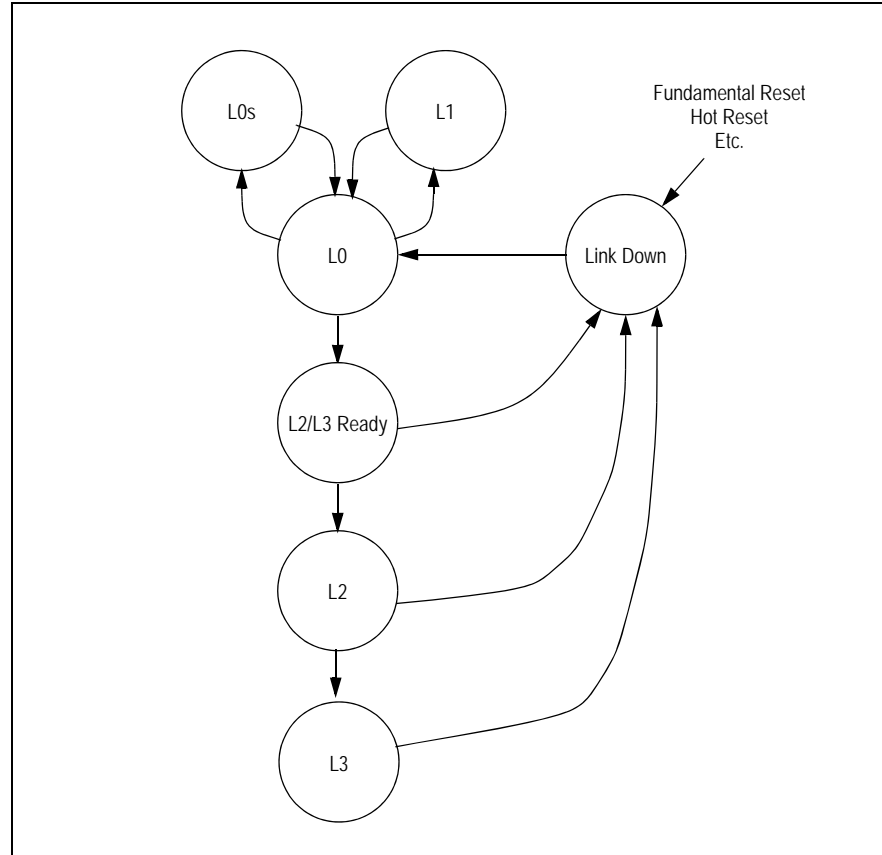 L0s
L1
Fundamental Reset
Hot Reset
Etc.
L0
Link Down
L2/L3 Ready
L2
L3